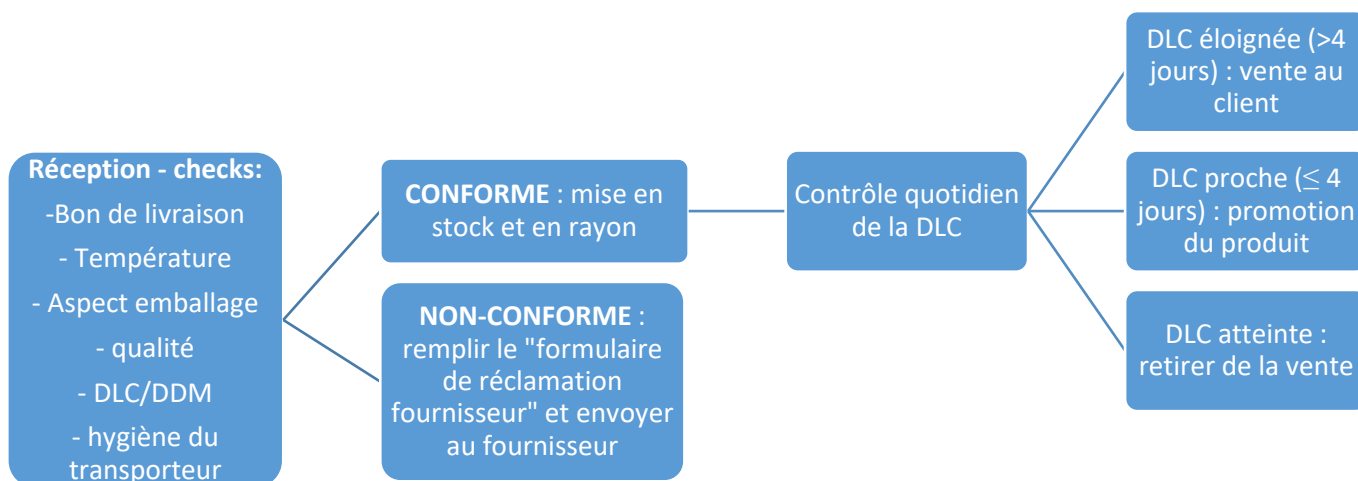 Réception - checks:
-Bon de livraison
- Température
- Aspect emballage
- qualité
- DLC/DDM
- hygiène du
transporteur
CONFORME : mise en
stock et en rayon
NON-CONFORME :
remplir le "formulaire
de réclamation
fournisseur" et envoyer
au fournisseur
Contrôle quotidien
de la DLC
DLC éloignée (>4
jours) : vente au
client
DLC proche (≤ 4
jours) : promotion
du produit
DLC atteinte :
retirer de la vente